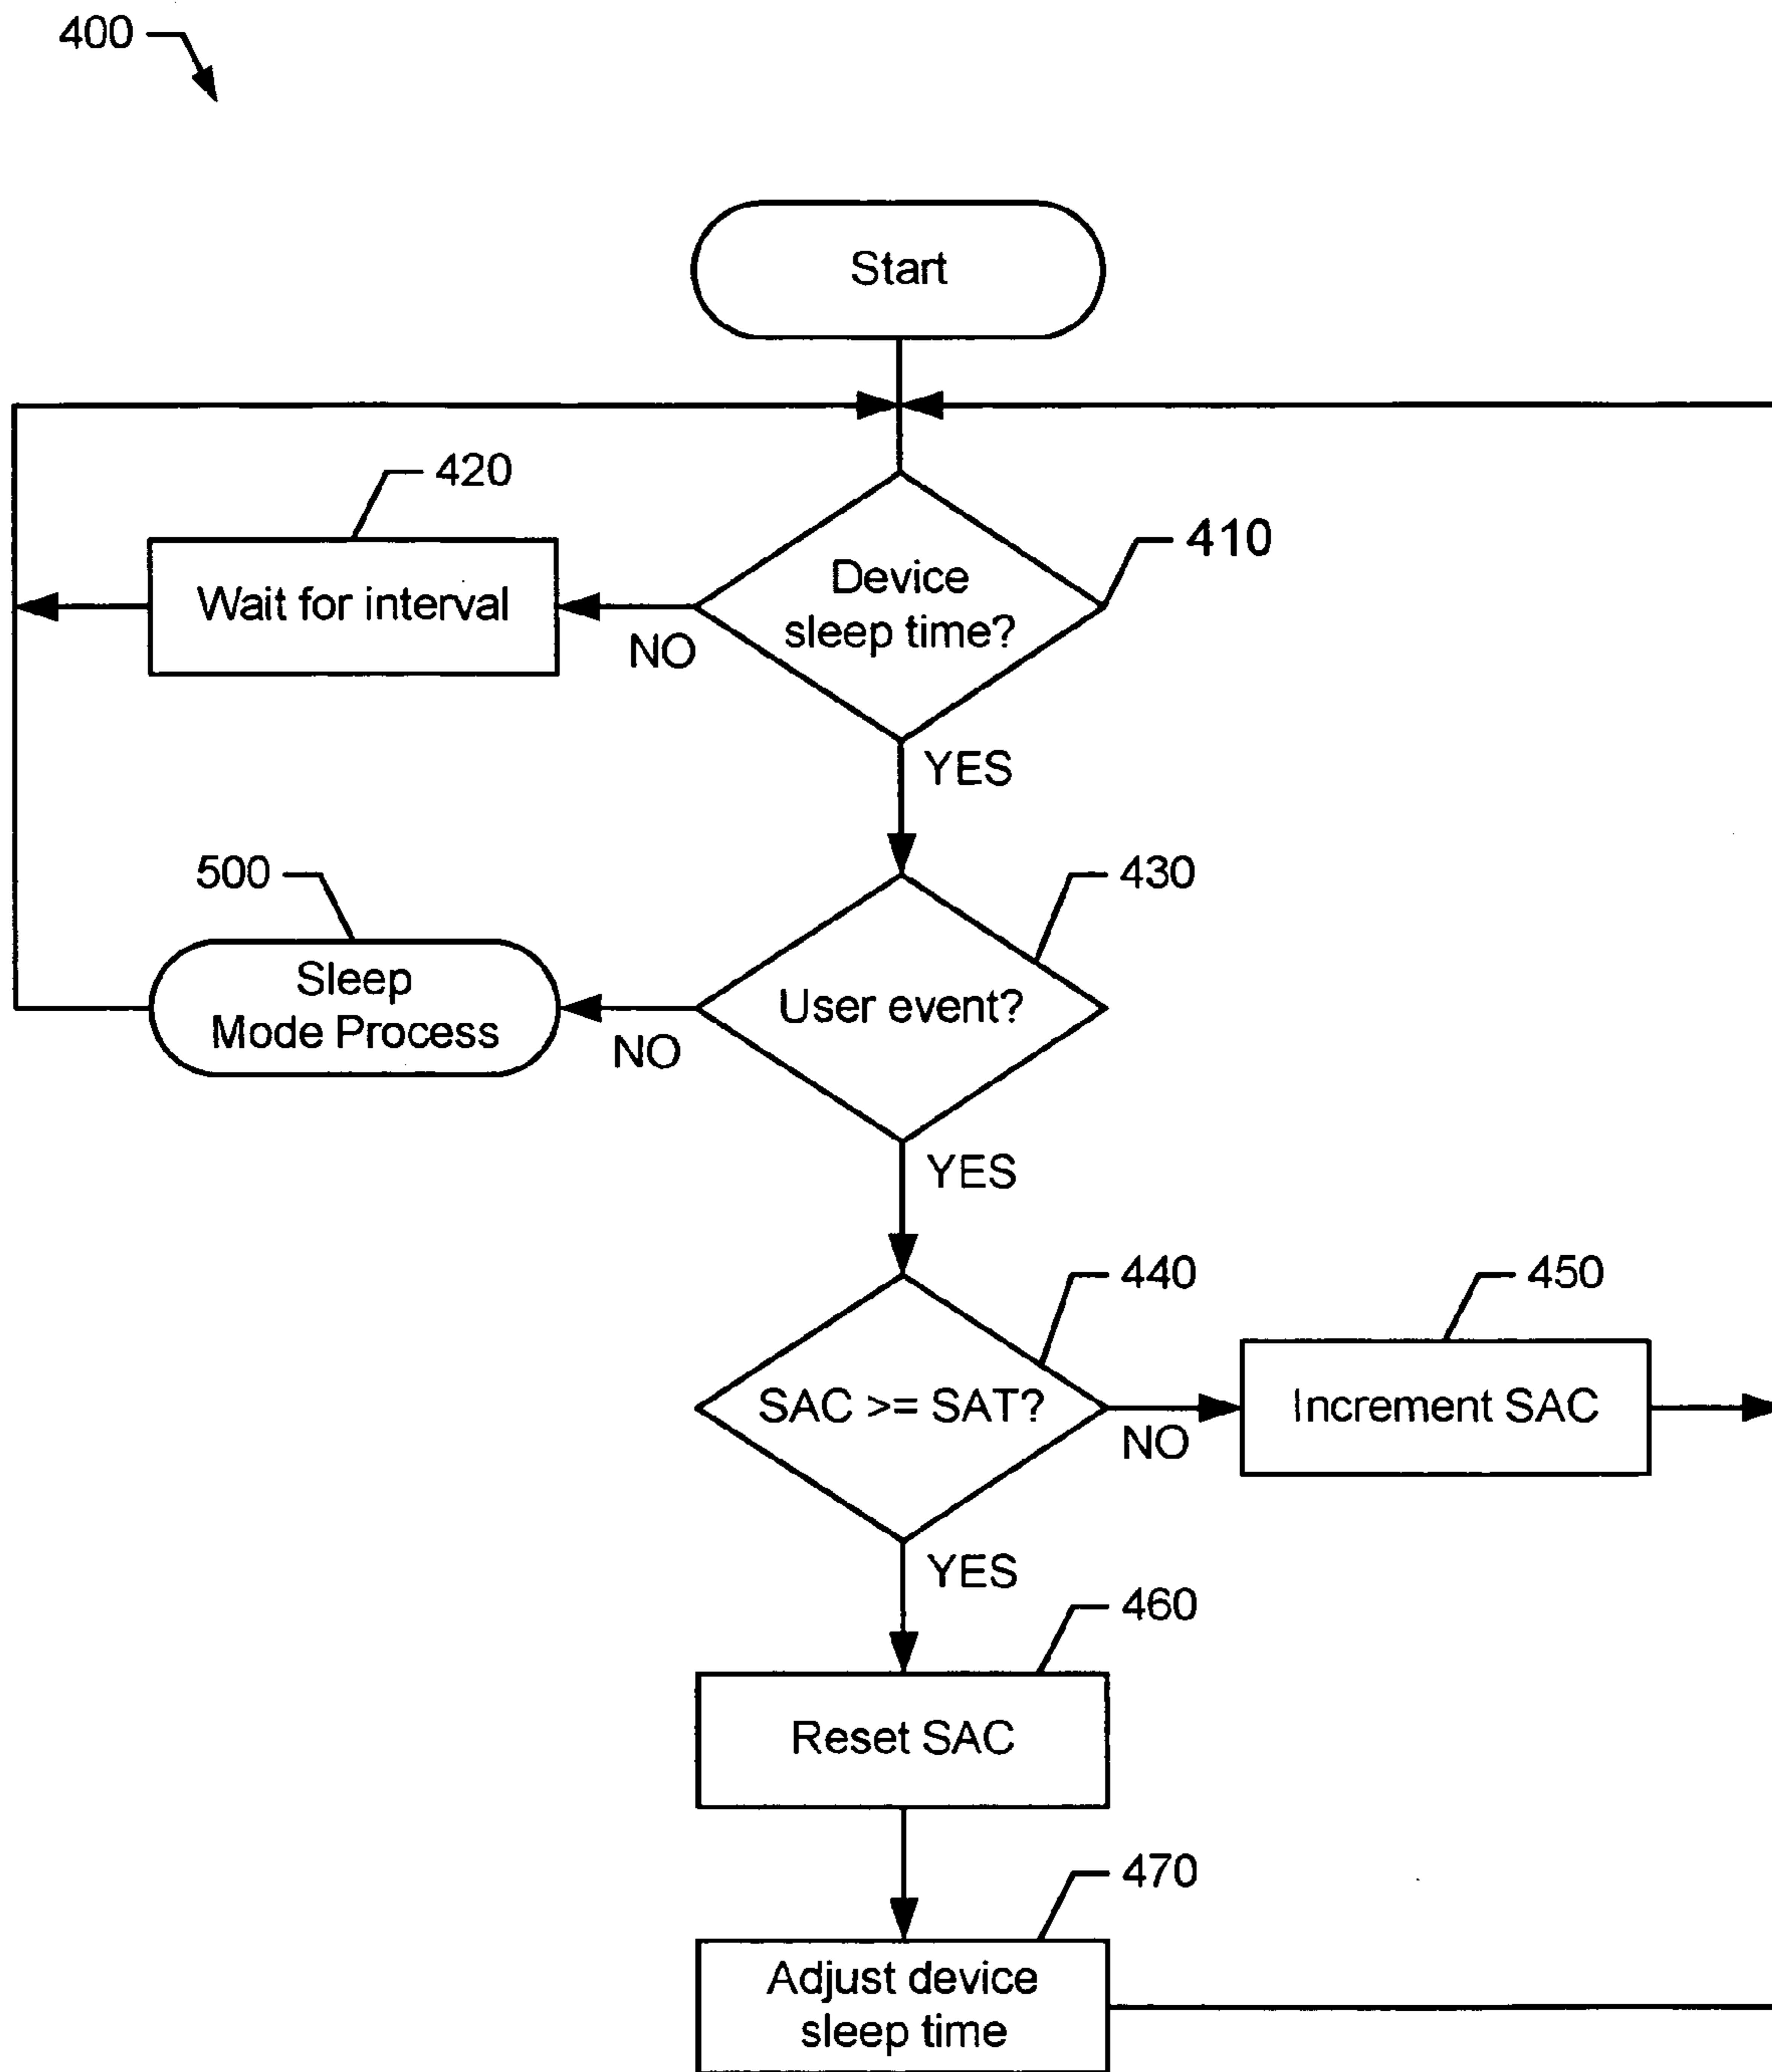 400
Start
420
410
Wait for interval
Device
sleep time?
NO
YES
500
430
Sleep
Mode Process
User event?
NO
YES
440
450
SAC >= SAT?
Increment SAC
NO
YES
460
Reset SAC
470
Adjust device
sleep time